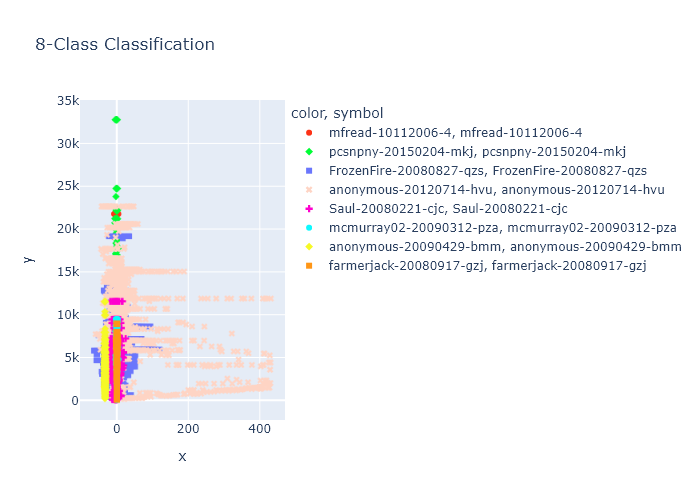 8-Class Classification
color, symbol
mfread-10112006-4, mfread-10112006-4
pcsnpny-20150204-mkj, pcsnpny-20150204-mkj
FrozenFire-20080827-qzs, FrozenFire-20080827-qzs
anonymous-20120714-hvu, anonymous-20120714-hvu
Saul-20080221-cjc, Saul-20080221-cjc
mcmurray02-20090312-pza, mcmurray02-20090312-pza
anonymous-20090429-bmm, anonymous-20090429-bmm
farmerjack-20080917-gzj, farmerjack-20080917-gzj
35k
30k
25k
20k
15k
10k
5k
0
y
0 200 400
x